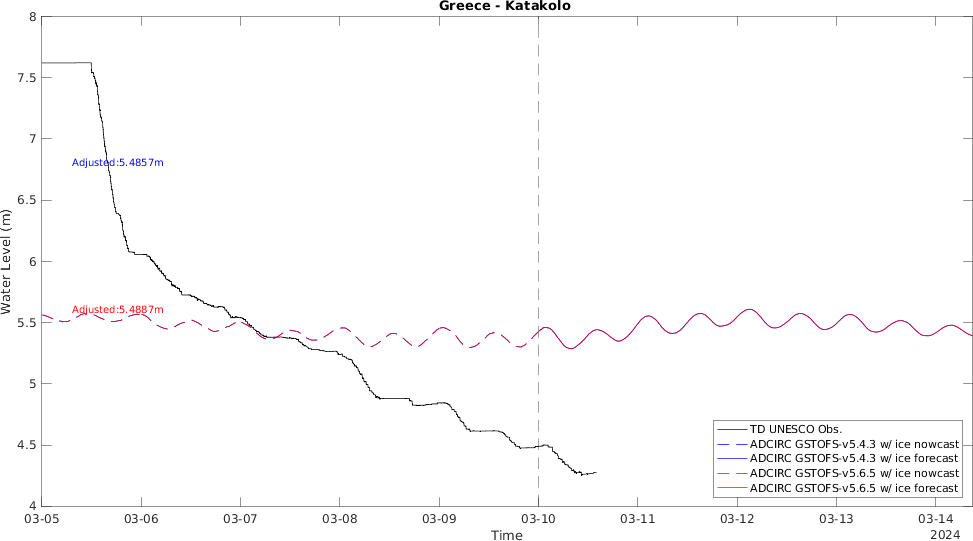 Greece - Katakolo
8
7.5
7
6.5
6
5.5
5
4.5
4
Water Level (m)
Adjusted:5.4857m
Adjusted:5.4887m
TD UNESCO Obs.
ADCIRC GSTOFS-v5.4.3 w/ ice nowcast
ADCIRC GSTOFS-v5.4.3 w/ ice forecast
ADCIRC GSTOFS-v5.6.5 w/ ice nowcast
ADCIRC GSTOFS-v5.6.5 w/ ice forecast
03-05 03-06 03-07 03-08 03-09 03-10 03-11 03-12 03-13 03-14
Time
2024